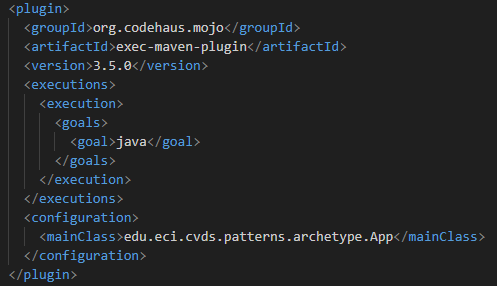 <plugin>
<groupId>org.codehaus.mojo</groupId>
<artifactId>exec-maven-plugin</artifactId>
<version>3.5.0</version>
<executions>
<execution>
<goals>
<goal>java</goal>
</goals>
</execution>
</executions>
<configuration>
<mainClass>edu.eci.cvds.patterns.archetype.App</mainClass>
</configuration>
</plugin>